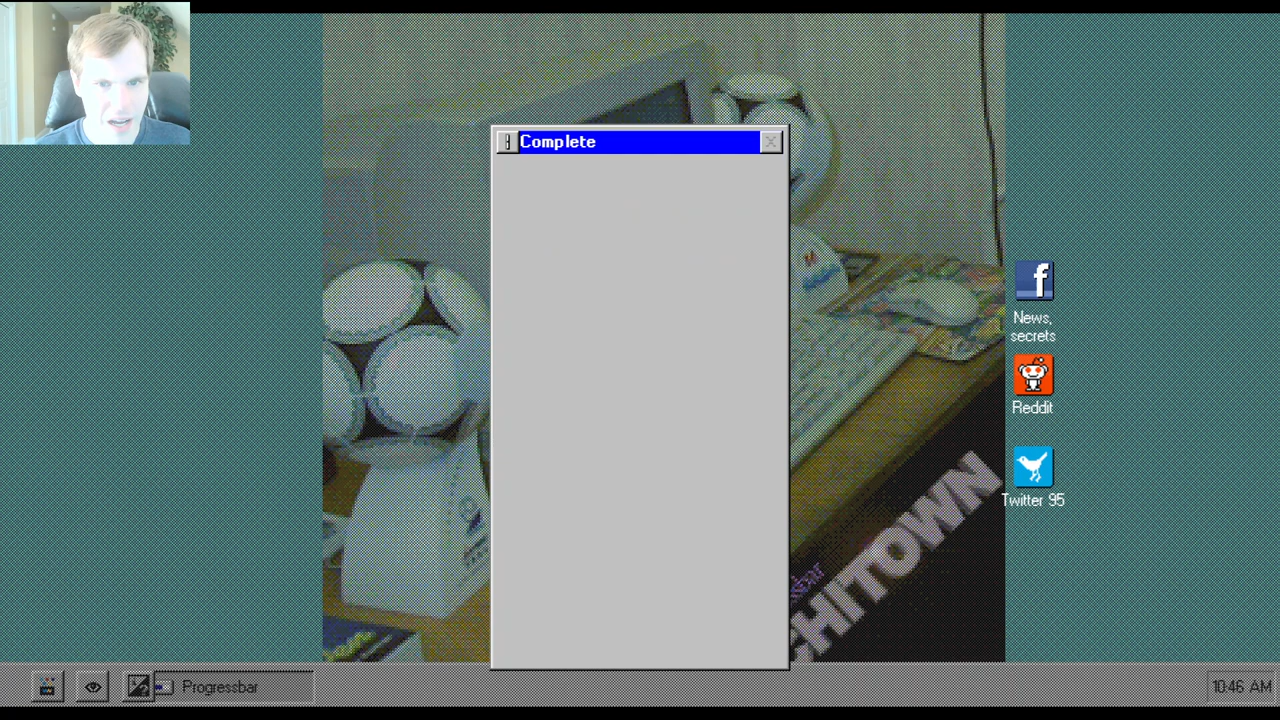 Complete
News,
secrets
Reddit
Twitter 95
CHITOWN
Progressbar
10:46 AM